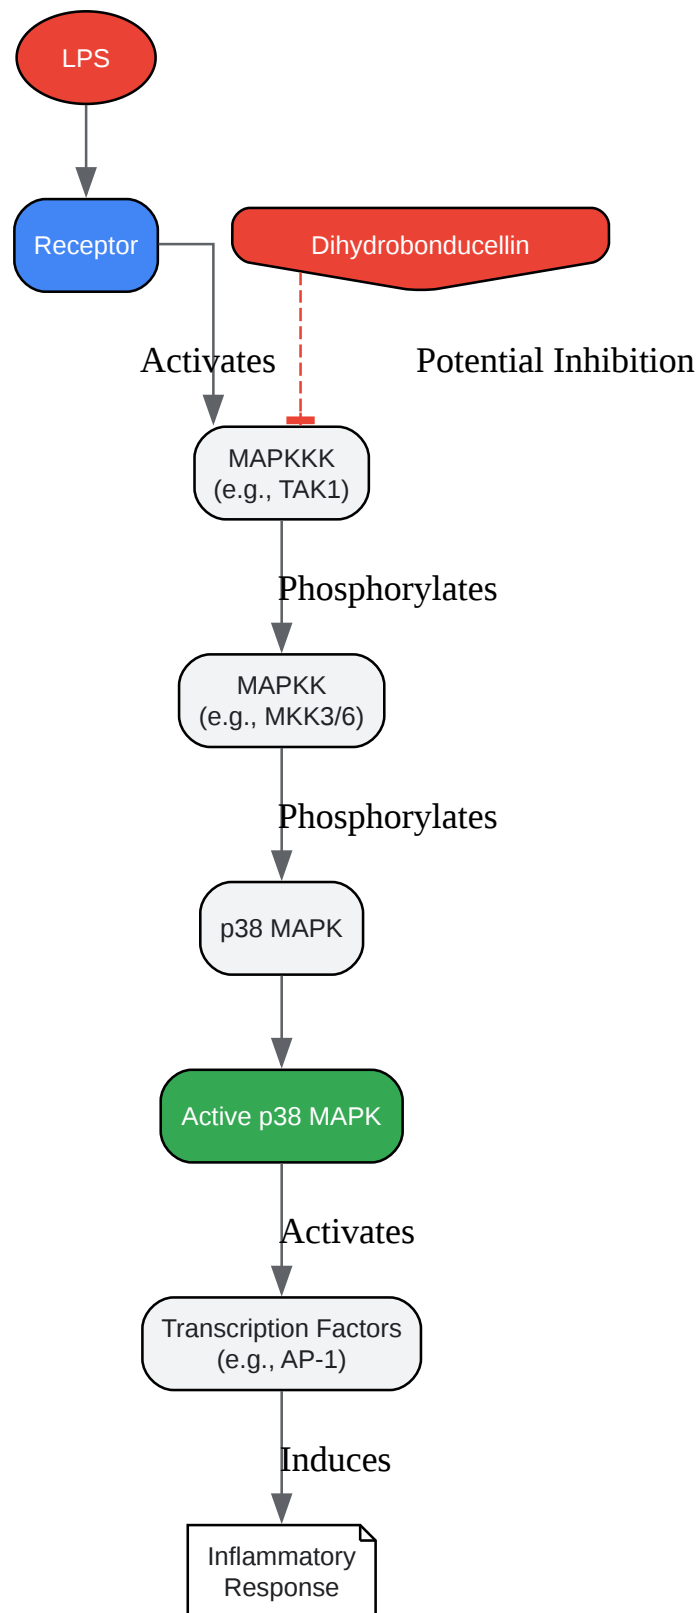 LPS
Receptor
Dihydrobonducellin
Activates
Potential Inhibition
MAPKKK
(e.g., TAK1)
Phosphorylates
MAPKK
(e.g., MKK3/6)
Phosphorylates
p38 MAPK
Active p38 MAPK
Activates
Transcription Factors
(e.g., AP-1)
Induces
Inflammatory
Response